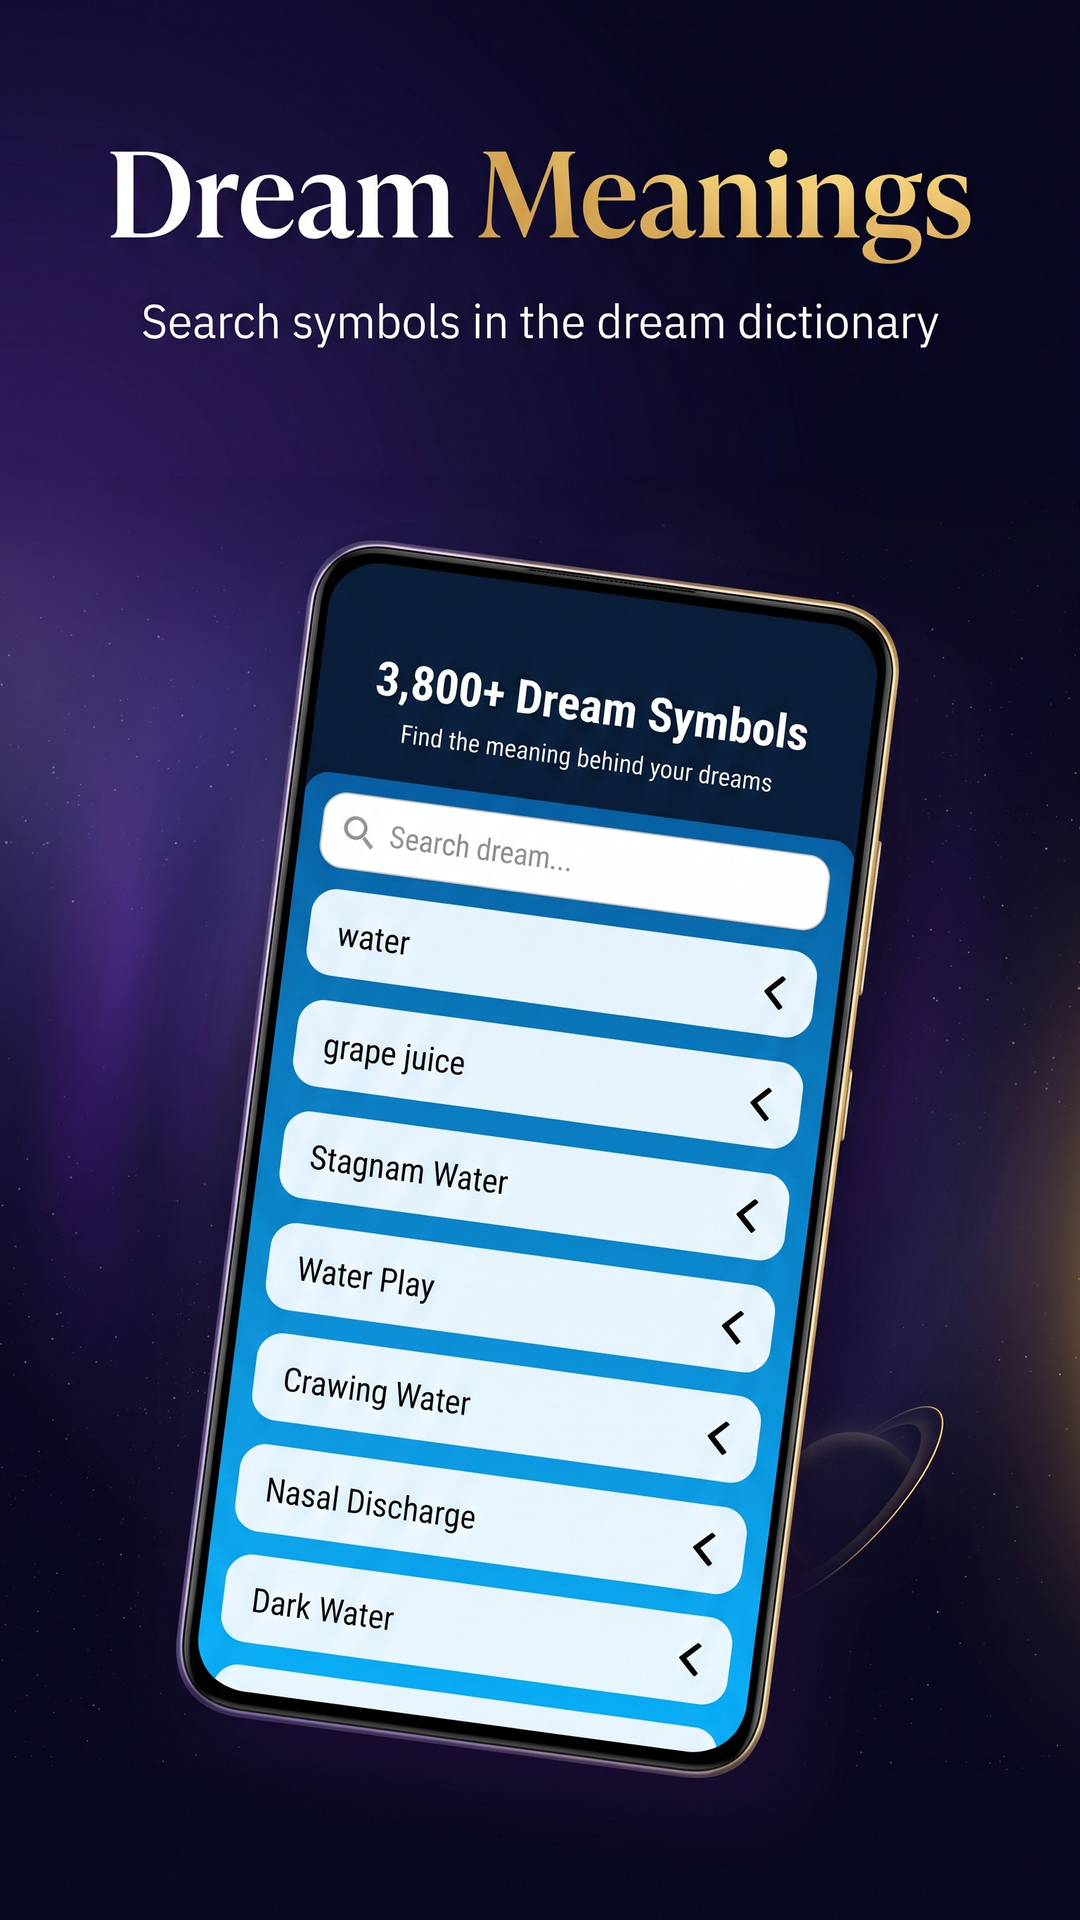 Dream Meanings
Search symbols in the dream dictionary
3,800+ Dream Symbols
Find the meaning behind your dreams
Search dream...
water
grape juice
Stagnam Water
Water Play
Crawing Water
Nasal Discharge
Dark Water